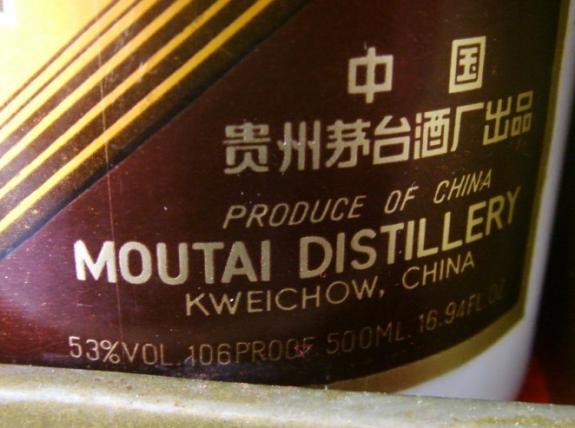 中国
贵州茅台酒厂出品
PRODUCE OF CHINA
MOUTAI DISTILLERY
KWEICHOW, CHINA
53%VOL. 106PROOF 500ML. 16.94FL.OZ